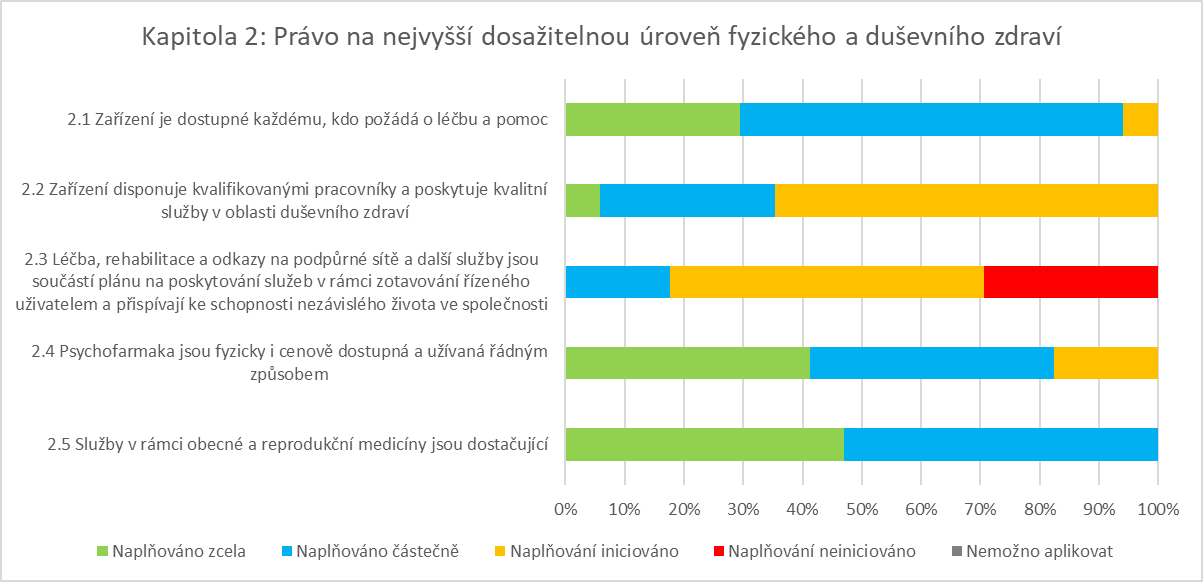 Kapitola 2: Právo na nejvyšší dosažitelnou úroveň fyzického a duševního zdraví
2.1 Zařízení je dostupné každému, kdo požádá o léčbu a pomoc
2.2 Zařízení disponuje kvalifikovanými pracovníky a poskytuje kvalitní
služby v oblasti duševního zdraví
2.3 Léčba, rehabilitace a odkazy na podpůrné sítě a další služby jsou
součástí plánu na poskytování služeb v rámci zotavování řízeného
uživatelem a přispívají ke schopnosti nezávislého života ve společnosti
2.4 Psychofarmaka jsou fyzicky i cenově dostupná a užívaná řádným
způsobem
2.5 Služby v rámci obecné a reprodukční medicíny jsou dostačující
0% 10% 20% 30% 40% 50% 60% 70% 80% 90% 100%
Naplňováno zcela Naplňováno částečně Naplňování iniciováno Naplňování neiniciováno Nemožno aplikovat